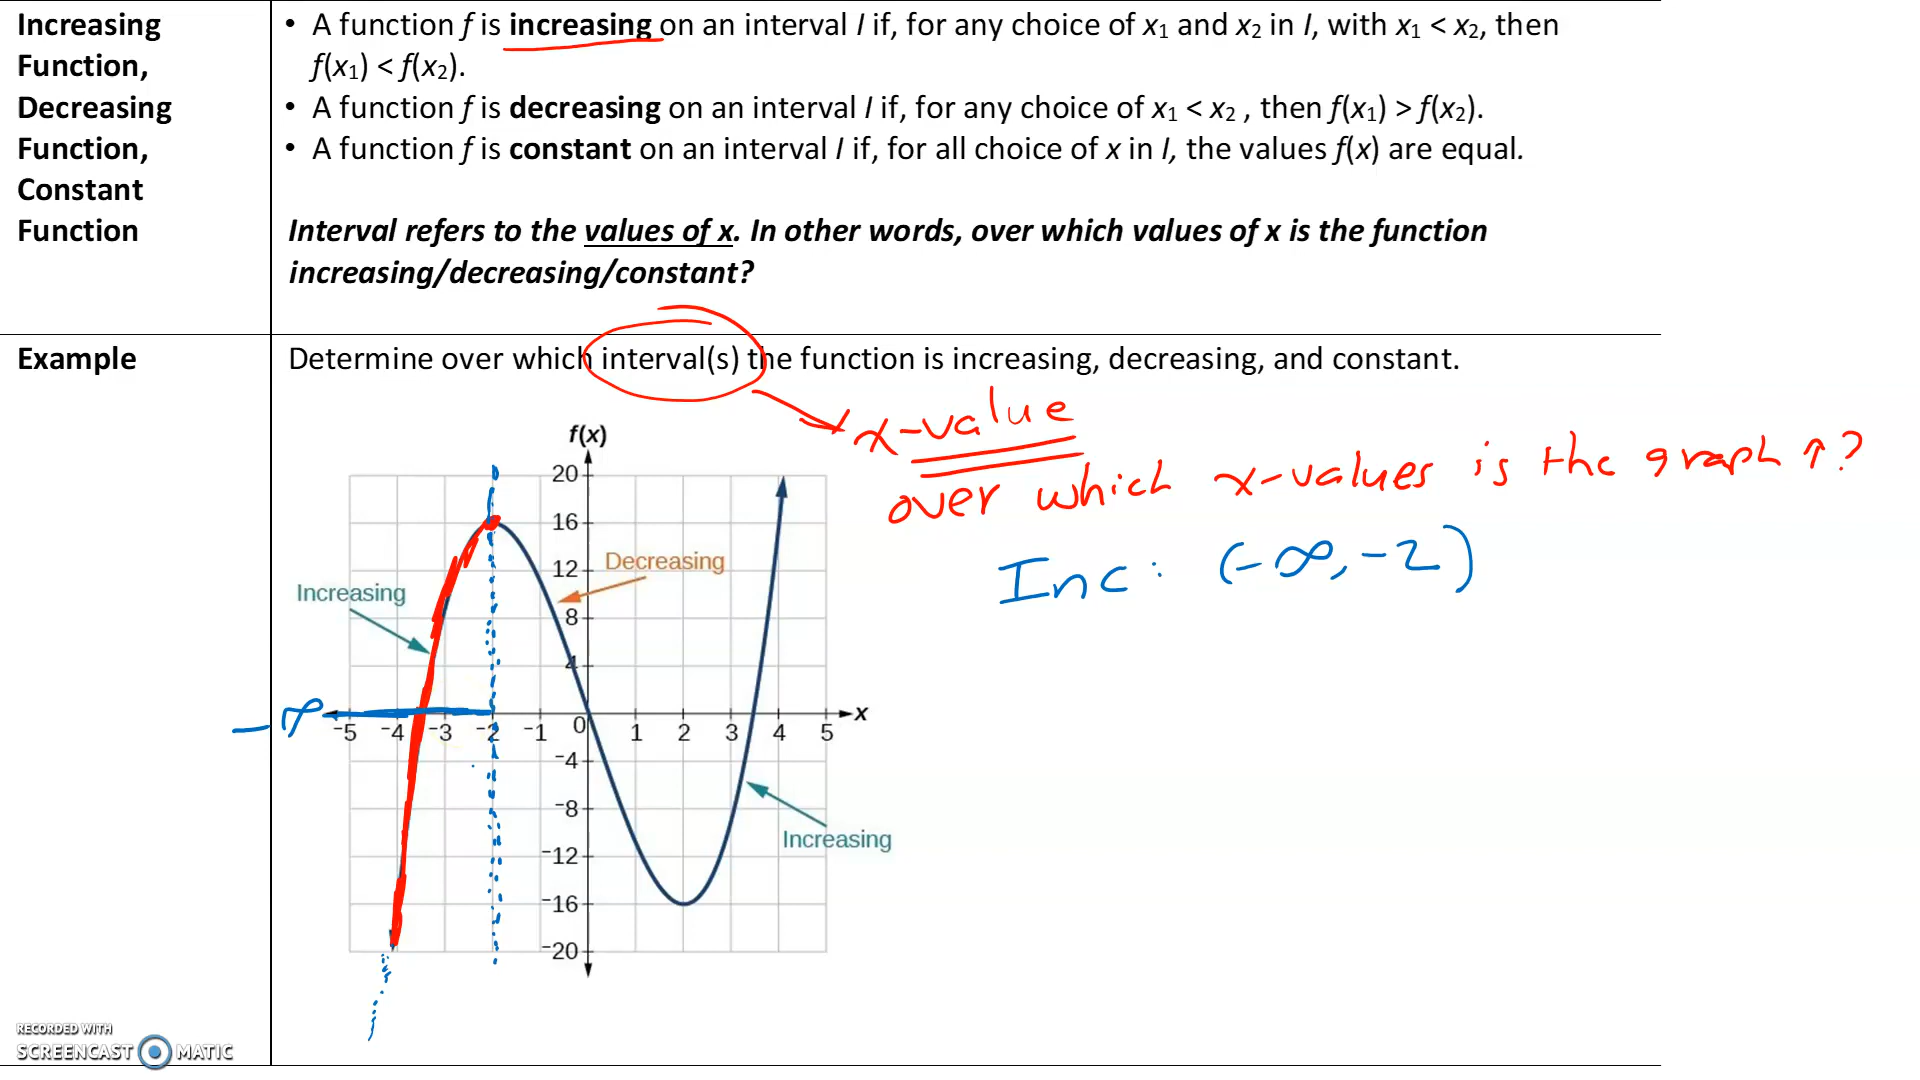 Increasing
Function,
Decreasing
Function,
Constant
Function
• A function f is increasing on an interval I if, for any choice of x₁ and x₂ in I, with x₁ < x₂, then
f(x₁) < f(x₂).
• A function f is decreasing on an interval I if, for any choice of x₁ < x₂ , then f(x₁) > f(x₂).
• A function f is constant on an interval I if, for all choice of x in I, the values f(x) are equal.
Interval refers to the values of x. In other words, over which values of x is the function
increasing/decreasing/constant?
Example
Determine over which interval(s) the function is increasing, decreasing, and constant.
x-value
over which x-values is the graph ↑?
Inc: (-∞, -2)
f(x)
20
16
12
8
4
Decreasing
Increasing
-∞
x
-5 -4 -3 -2 -1 0 1 2 3 4 5
-4
-8
-12
-16
-20
Increasing
RECORDED WITH
SCREENCAST MATIC